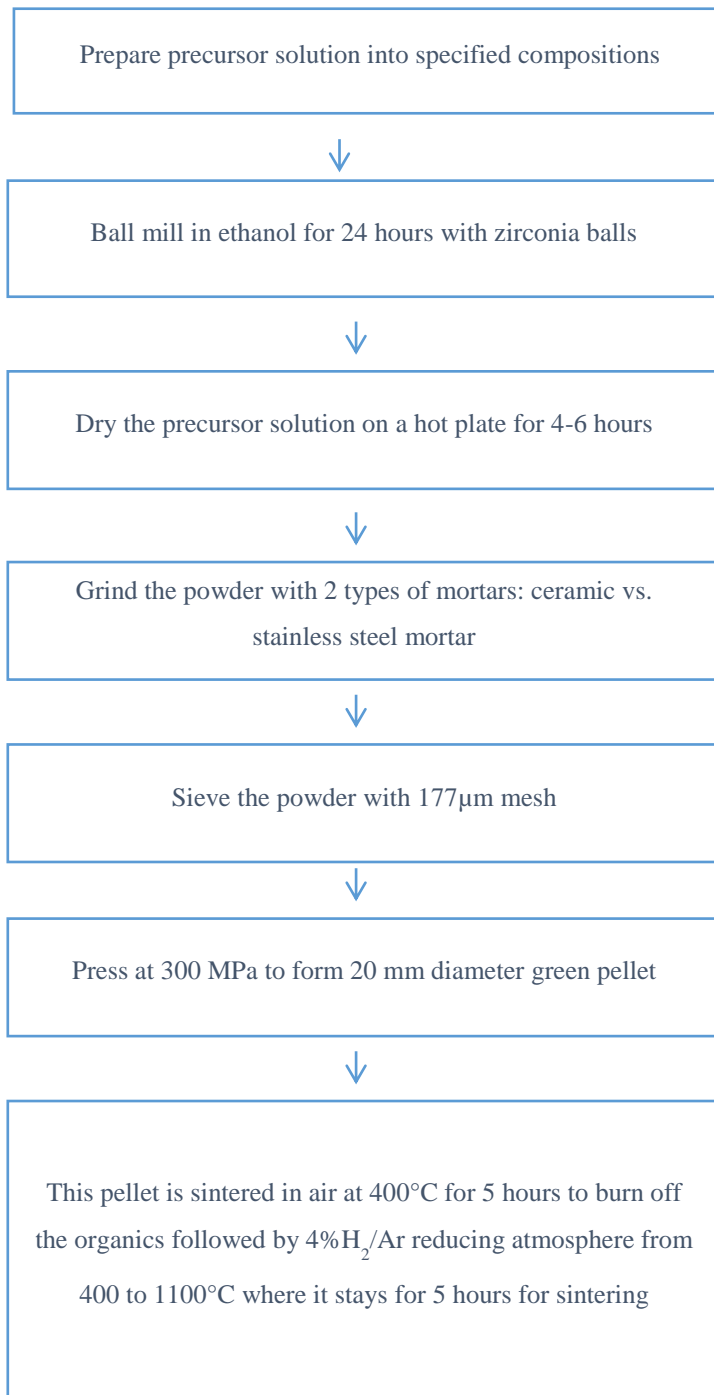 Prepare precursor solution into specified compositions
Ball mill in ethanol for 24 hours with zirconia balls
Dry the precursor solution on a hot plate for 4-6 hours
Grind the powder with 2 types of mortars: ceramic vs.
stainless steel mortar
Sieve the powder with 177µm mesh
Press at 300 MPa to form 20 mm diameter green pellet
This pellet is sintered in air at 400°C for 5 hours to burn off
the organics followed by 4%H₂/Ar reducing atmosphere from
400 to 1100°C where it stays for 5 hours for sintering